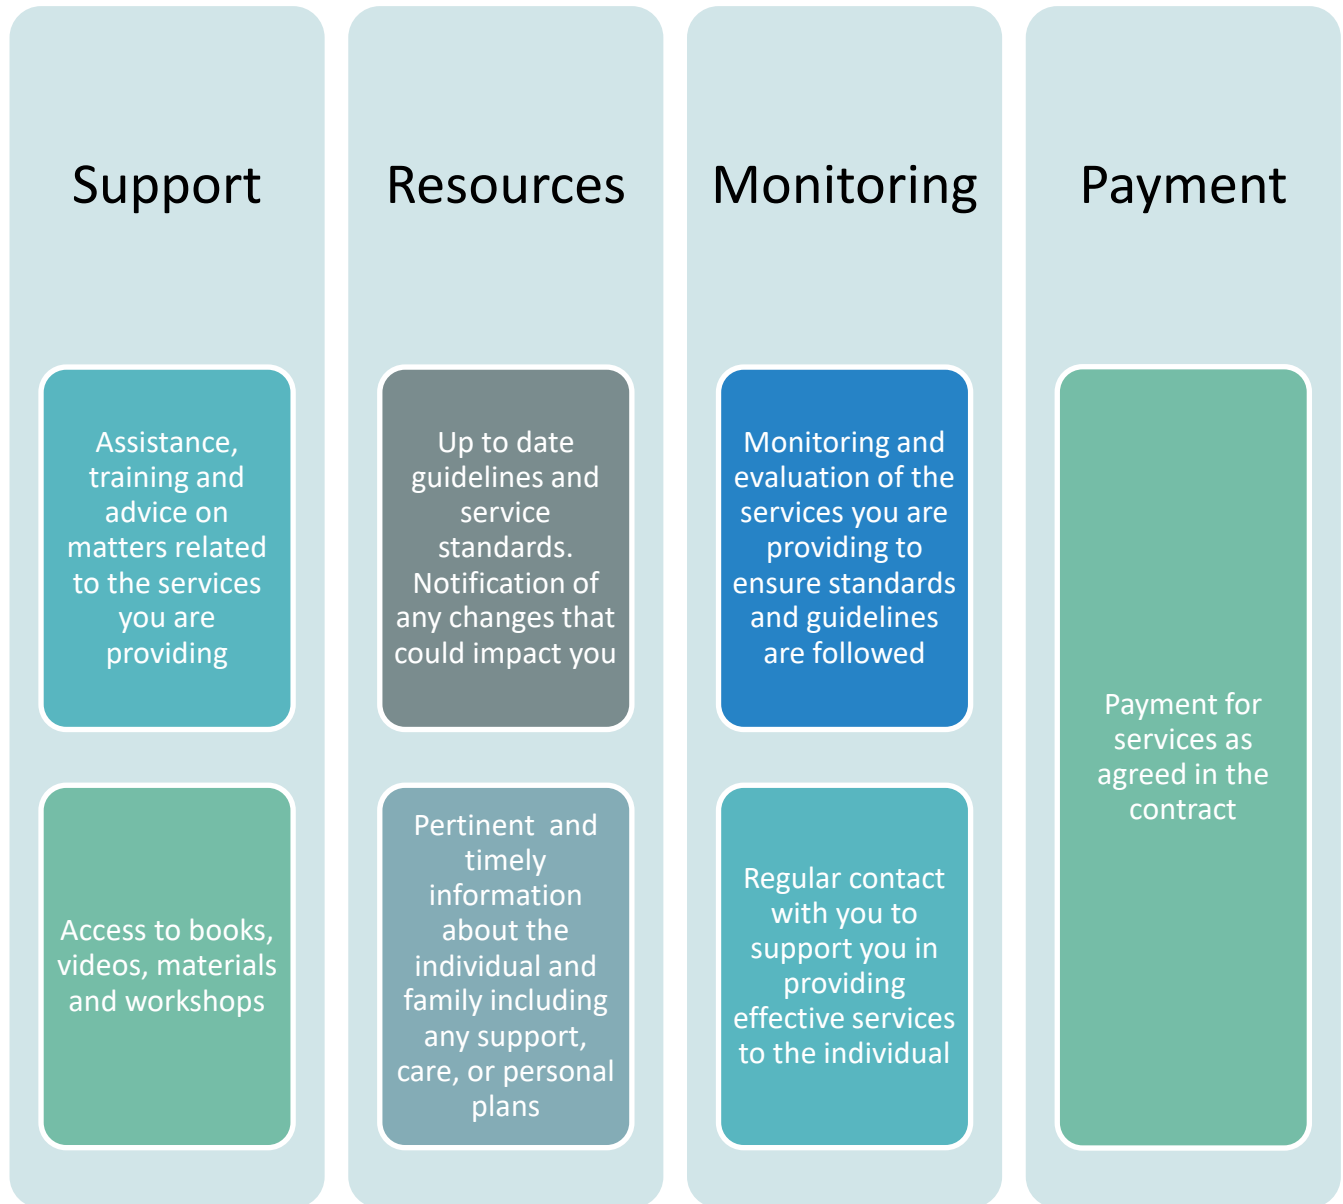 Support
Assistance,
training and
advice on
matters related
to the services
you are
providing
Access to books,
videos, materials
and workshops
Resources
Up to date
guidelines and
service
standards.
Notification of
any changes that
could impact you
Pertinent  and
timely
information
about the
individual and
family including
any support,
care, or personal
plans
Monitoring
Monitoring and
evaluation of the
services you are
providing to
ensure standards
and guidelines
are followed
Regular contact
with you to
support you in
providing
effective services
to the individual
Payment
Payment for
services as
agreed in the
contract